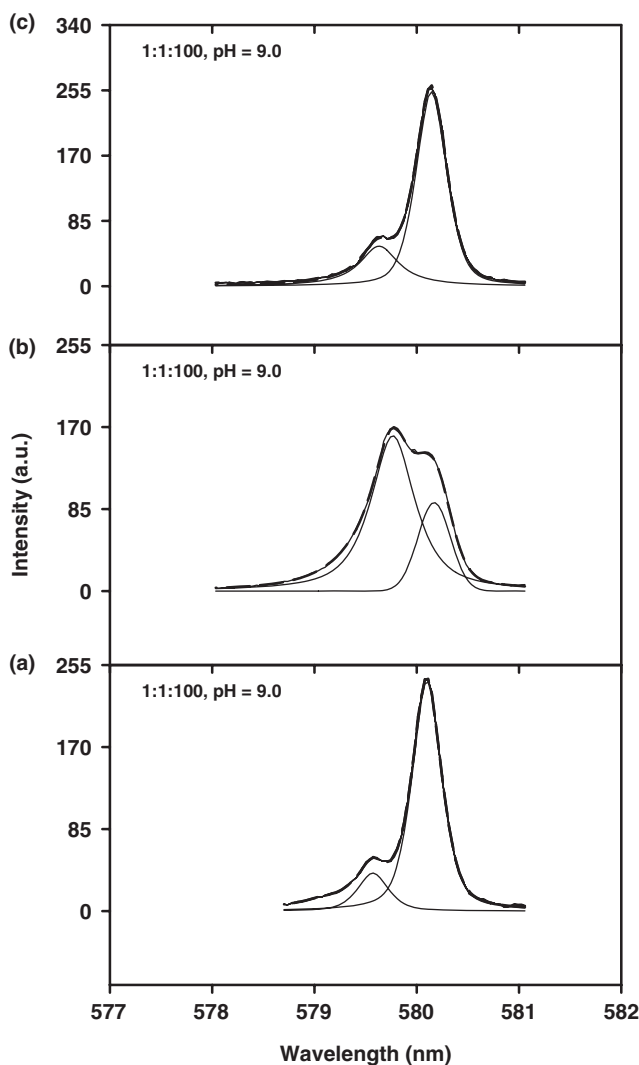 (c)
340
1:1:100, pH = 9.0
255
170
85
0
(b)
255
1:1:100, pH = 9.0
170
85
0
Intensity (a.u.)
(a)
255
1:1:100, pH = 9.0
170
85
0
577 578 579 580 581 582
Wavelength (nm)